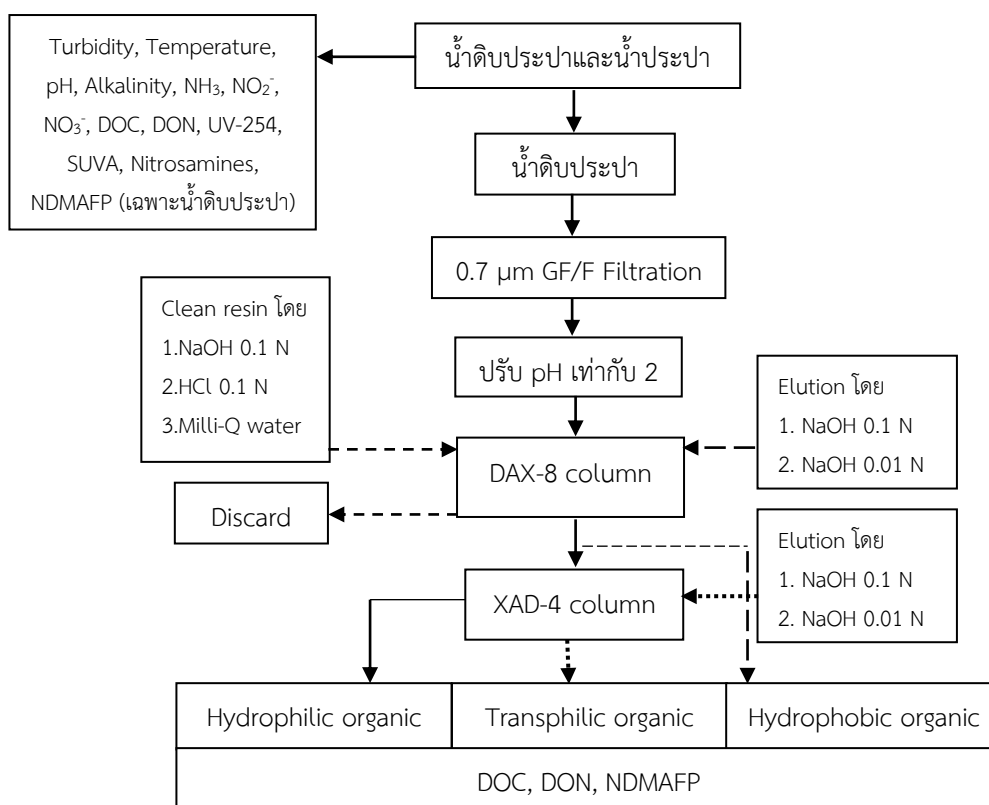 น้ำดิบประปาและน้ำประปา
Turbidity, Temperature,
pH, Alkalinity, NH₃, NO₂⁻,
NO₃⁻, DOC, DON, UV-254,
SUVA, Nitrosamines,
NDMAFP (เฉพาะน้ำดิบประปา)
น้ำดิบประปา
0.7 µm GF/F Filtration
Clean resin โดย
1.NaOH 0.1 N
2.HCl 0.1 N
3.Milli-Q water
ปรับ pH เท่ากับ 2
Elution โดย
1. NaOH 0.1 N
2. NaOH 0.01 N
DAX-8 column
Discard
Elution โดย
1. NaOH 0.1 N
2. NaOH 0.01 N
XAD-4 column
Hydrophilic organic
Transphilic organic
Hydrophobic organic
DOC, DON, NDMAFP